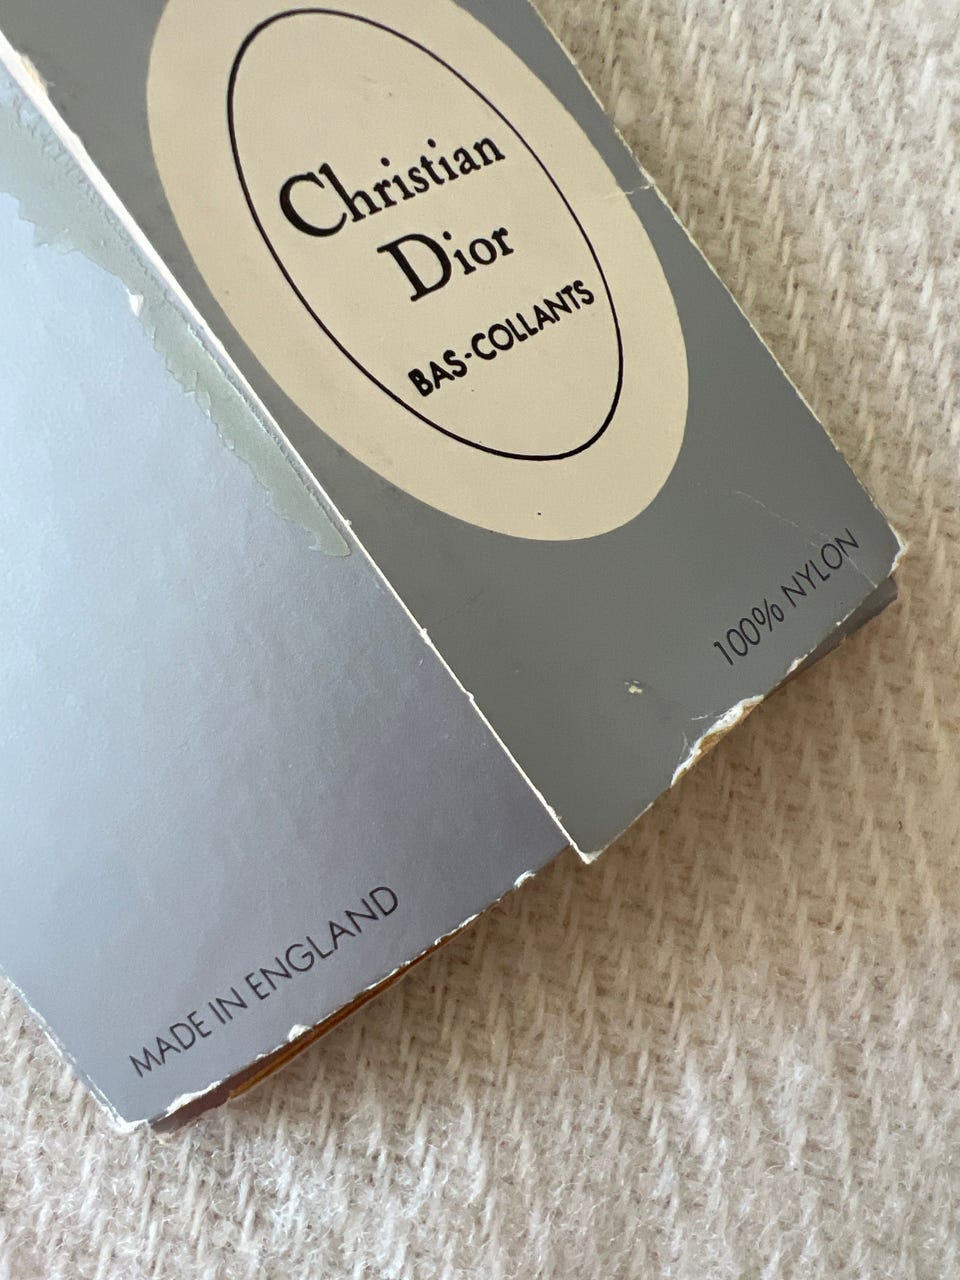 Christian
Dior
BAS-COLLANTS
100% NYLON
MADE IN ENGLAND